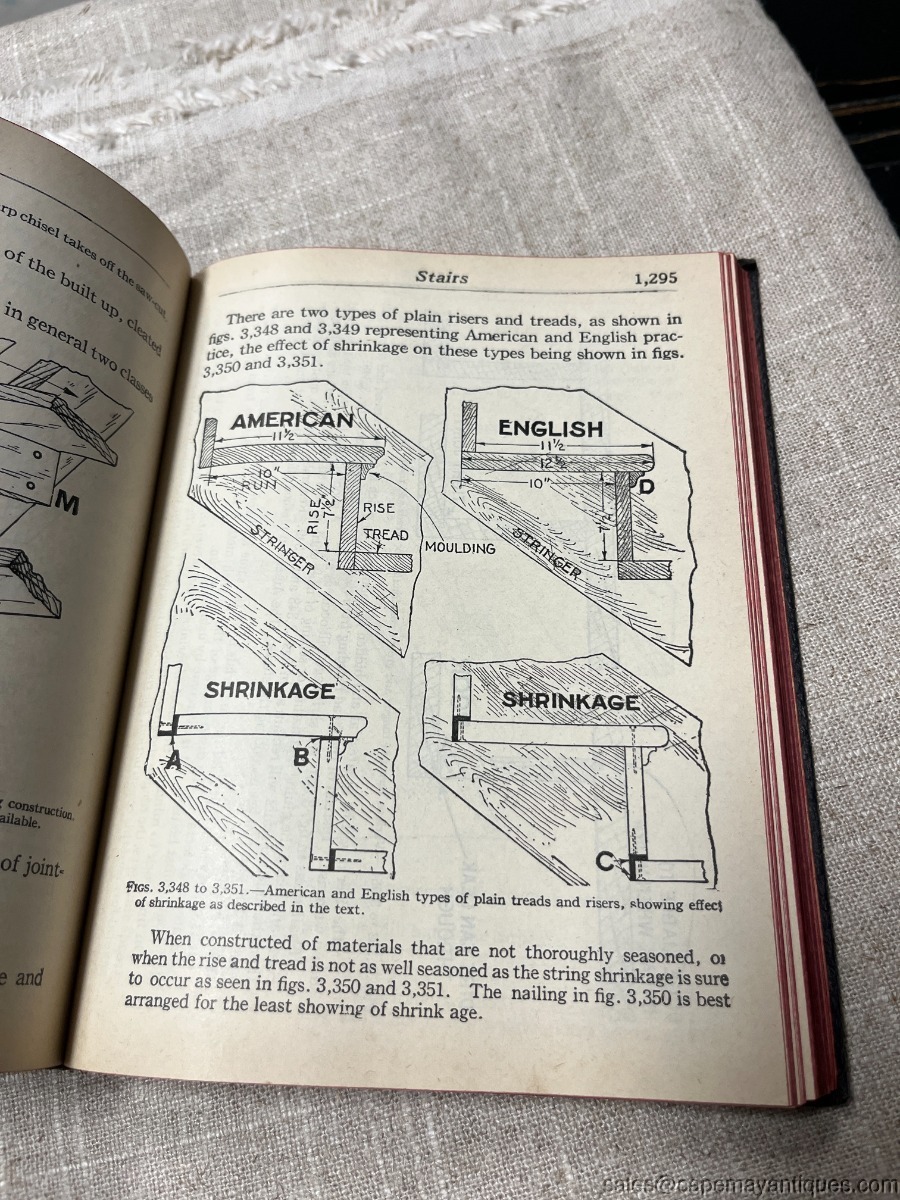 rp chisel takes off the saw-cut.
of the built up, cleated
in general two classes
M
construction.
ailable.
of joint-
e and
Stairs 1,295
There are two types of plain risers and treads, as shown in
figs. 3,348 and 3,349 representing American and English prac-
tice, the effect of shrinkage on these types being shown in figs.
3,350 and 3,351.
AMERICAN
11½
10"
RUN
RISE
7½"
RISE
TREAD
MOULDING
STRINGER
ENGLISH
11½
12½
10"
D
7½
STRINGER
SHRINKAGE
A
B
SHRINKAGE
C
FIGS. 3,348 to 3,351.—American and English types of plain treads and risers, showing effect
of shrinkage as described in the text.
When constructed of materials that are not thoroughly seasoned, or
when the rise and tread is not as well seasoned as the string shrinkage is sure
to occur as seen in figs. 3,350 and 3,351. The nailing in fig. 3,350 is best
arranged for the least showing of shrink age.
sales@capemayantiques.com